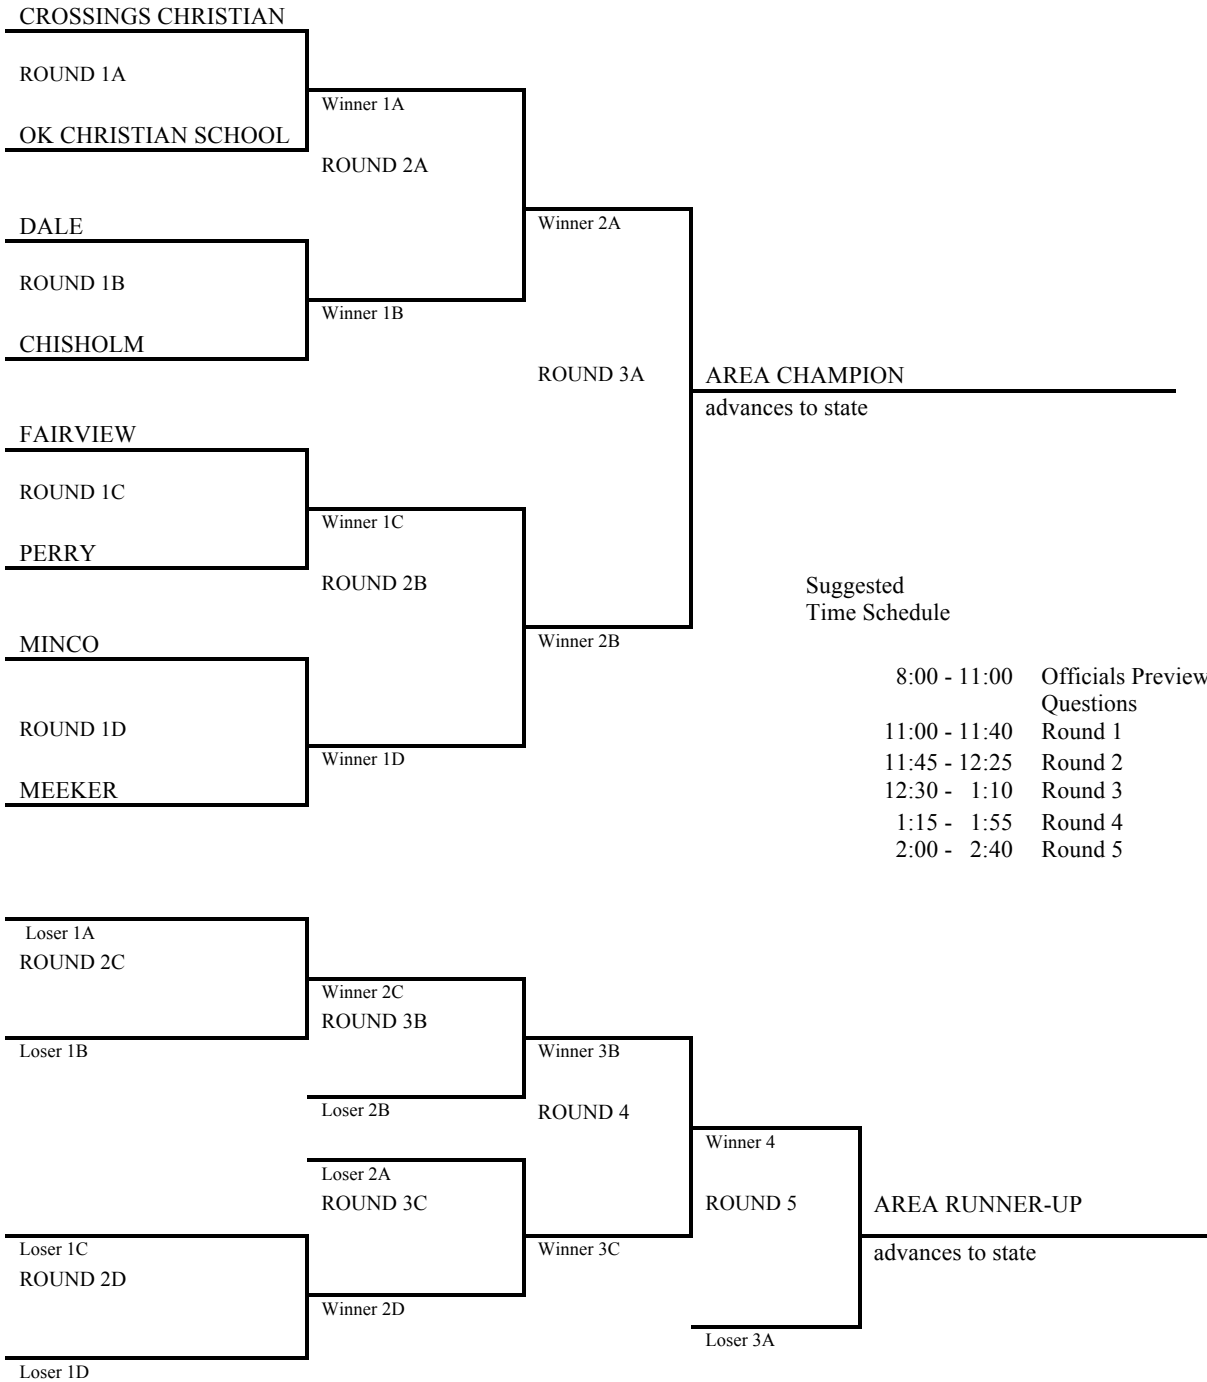 CROSSINGS CHRISTIAN
ROUND 1A
Winner 1A
OK CHRISTIAN SCHOOL
ROUND 2A
DALE
Winner 2A
ROUND 1B
Winner 1B
CHISHOLM
ROUND 3A
AREA CHAMPION
advances to state
FAIRVIEW
ROUND 1C
Winner 1C
PERRY
ROUND 2B
Suggested
Time Schedule
MINCO
Winner 2B
8:00 - 11:00 Officials Preview
Questions
ROUND 1D
11:00 - 11:40 Round 1
Winner 1D
11:45 - 12:25 Round 2
MEEKER
12:30 - 1:10 Round 3
1:15 - 1:55 Round 4
2:00 - 2:40 Round 5
Loser 1A
ROUND 2C
Winner 2C
ROUND 3B
Loser 1B
Winner 3B
Loser 2B
ROUND 4
Winner 4
Loser 2A
ROUND 3C
ROUND 5
AREA RUNNER-UP
Loser 1C
Winner 3C
advances to state
ROUND 2D
Winner 2D
Loser 3A
Loser 1D